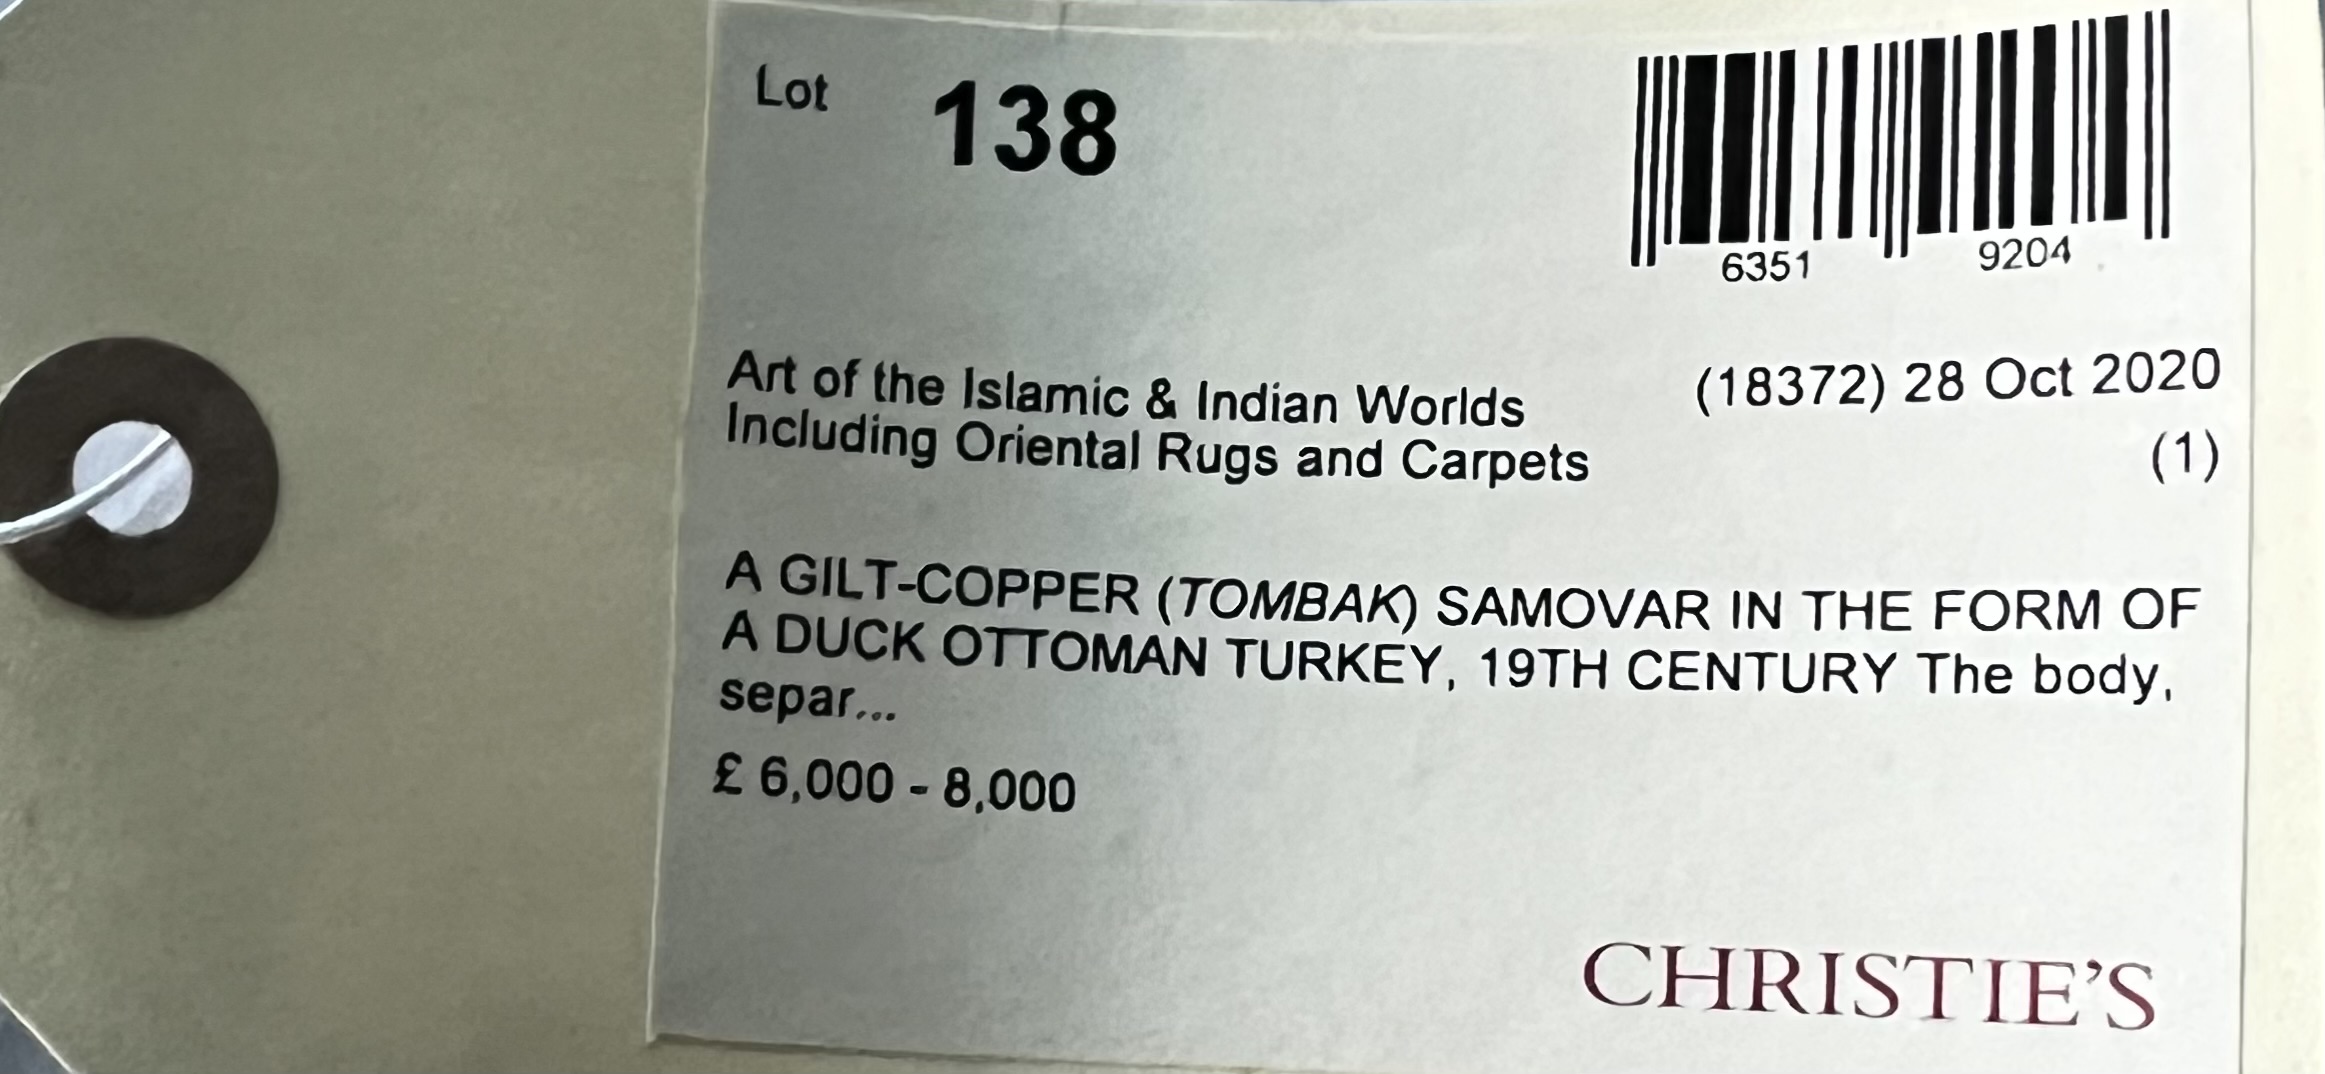 Lot 138
6351 9204
Art of the Islamic & Indian Worlds (18372) 28 Oct 2020
Including Oriental Rugs and Carpets (1)
A GILT-COPPER (TOMBAK) SAMOVAR IN THE FORM OF
A DUCK OTTOMAN TURKEY, 19TH CENTURY The body,
separ...
£ 6,000 - 8,000
CHRISTIE'S